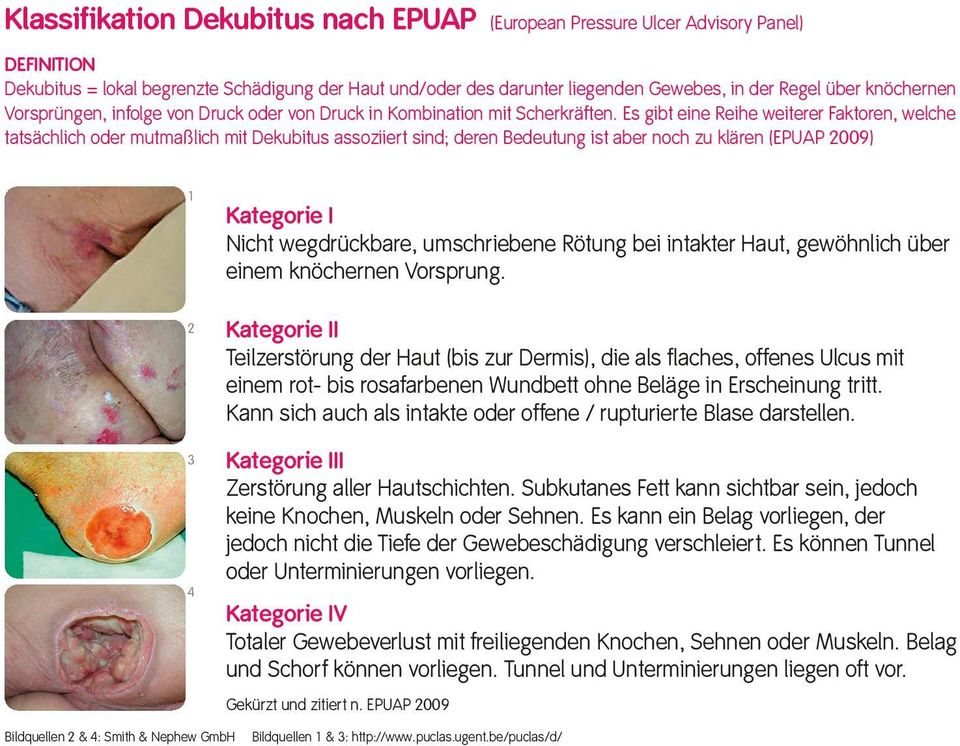 Klassifikation Dekubitus nach EPUAP (European Pressure Ulcer Advisory Panel)
DEFINITION
Dekubitus = lokal begrenzte Schädigung der Haut und/oder des darunter liegenden Gewebes, in der Regel über knöchernen
Vorsprüngen, infolge von Druck oder von Druck in Kombination mit Scherkräften. Es gibt eine Reihe weiterer Faktoren, welche
tatsächlich oder mutmaßlich mit Dekubitus assoziiert sind; deren Bedeutung ist aber noch zu klären (EPUAP 2009)
1
Kategorie I
Nicht wegdrückbare, umschriebene Rötung bei intakter Haut, gewöhnlich über
einem knöchernen Vorsprung.
2
Kategorie II
Teilzerstörung der Haut (bis zur Dermis), die als flaches, offenes Ulcus mit
einem rot- bis rosafarbenen Wundbett ohne Beläge in Erscheinung tritt.
Kann sich auch als intakte oder offene / rupturierte Blase darstellen.
3
Kategorie III
Zerstörung aller Hautschichten. Subkutanes Fett kann sichtbar sein, jedoch
keine Knochen, Muskeln oder Sehnen. Es kann ein Belag vorliegen, der
jedoch nicht die Tiefe der Gewebeschädigung verschleiert. Es können Tunnel
oder Unterminierungen vorliegen.
4
Kategorie IV
Totaler Gewebeverlust mit freiliegenden Knochen, Sehnen oder Muskeln. Belag
und Schorf können vorliegen. Tunnel und Unterminierungen liegen oft vor.
Gekürzt und zitiert n. EPUAP 2009
Bildquellen 2 & 4: Smith & Nephew GmbH Bildquellen 1 & 3: http://www.puclas.ugent.be/puclas/d/